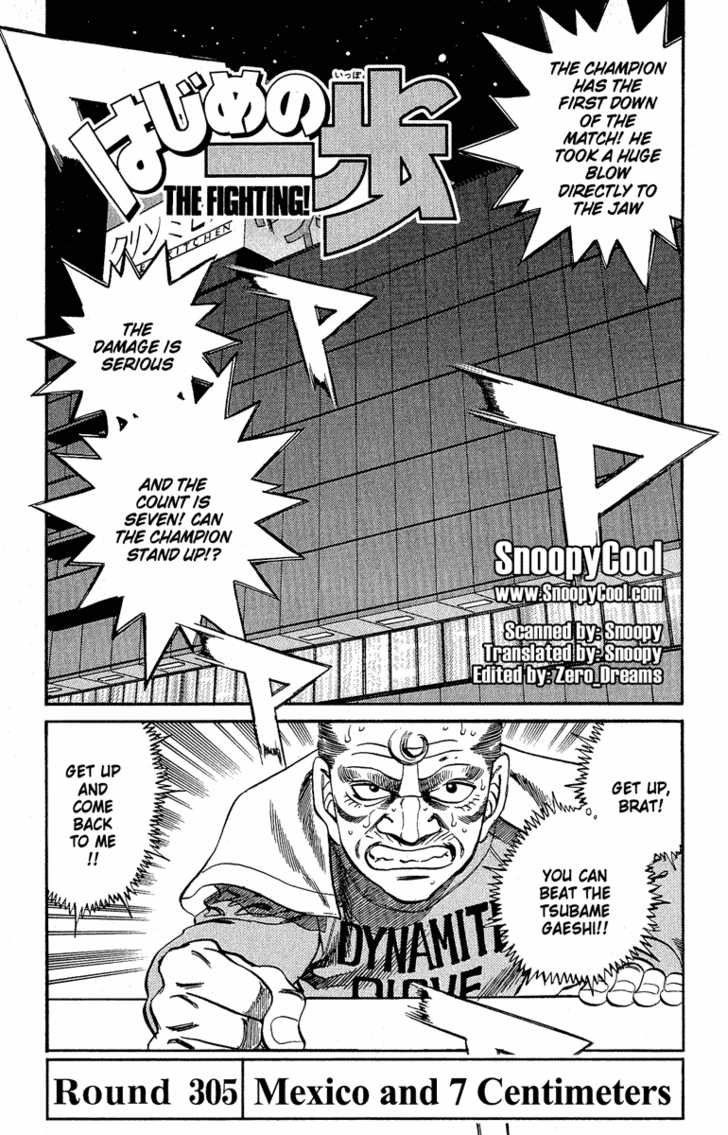 THE CHAMPION
HAS THE
FIRST DOWN
OF THE
MATCH! HE
TOOK A HUGE
BLOW
DIRECTLY TO
THE JAW
いっぽ
はじめの一歩
THE FIGHTING!
KITCHEN
THE
DAMAGE IS
SERIOUS
AND THE
COUNT IS
SEVEN! CAN
THE CHAMPION
STAND UP!?
SnoopyCool
www.SnoopyCool.com
Scanned by: Snoopy
Translated by: Snoopy
Edited by: Zero_Dreams
GET UP,
BRAT!
YOU CAN
BEAT THE
TSUBAME
GAESHI!!
GET UP
AND
COME
BACK
TO ME
!!
DYNAMITE
Round 305
Mexico and 7 Centimeters